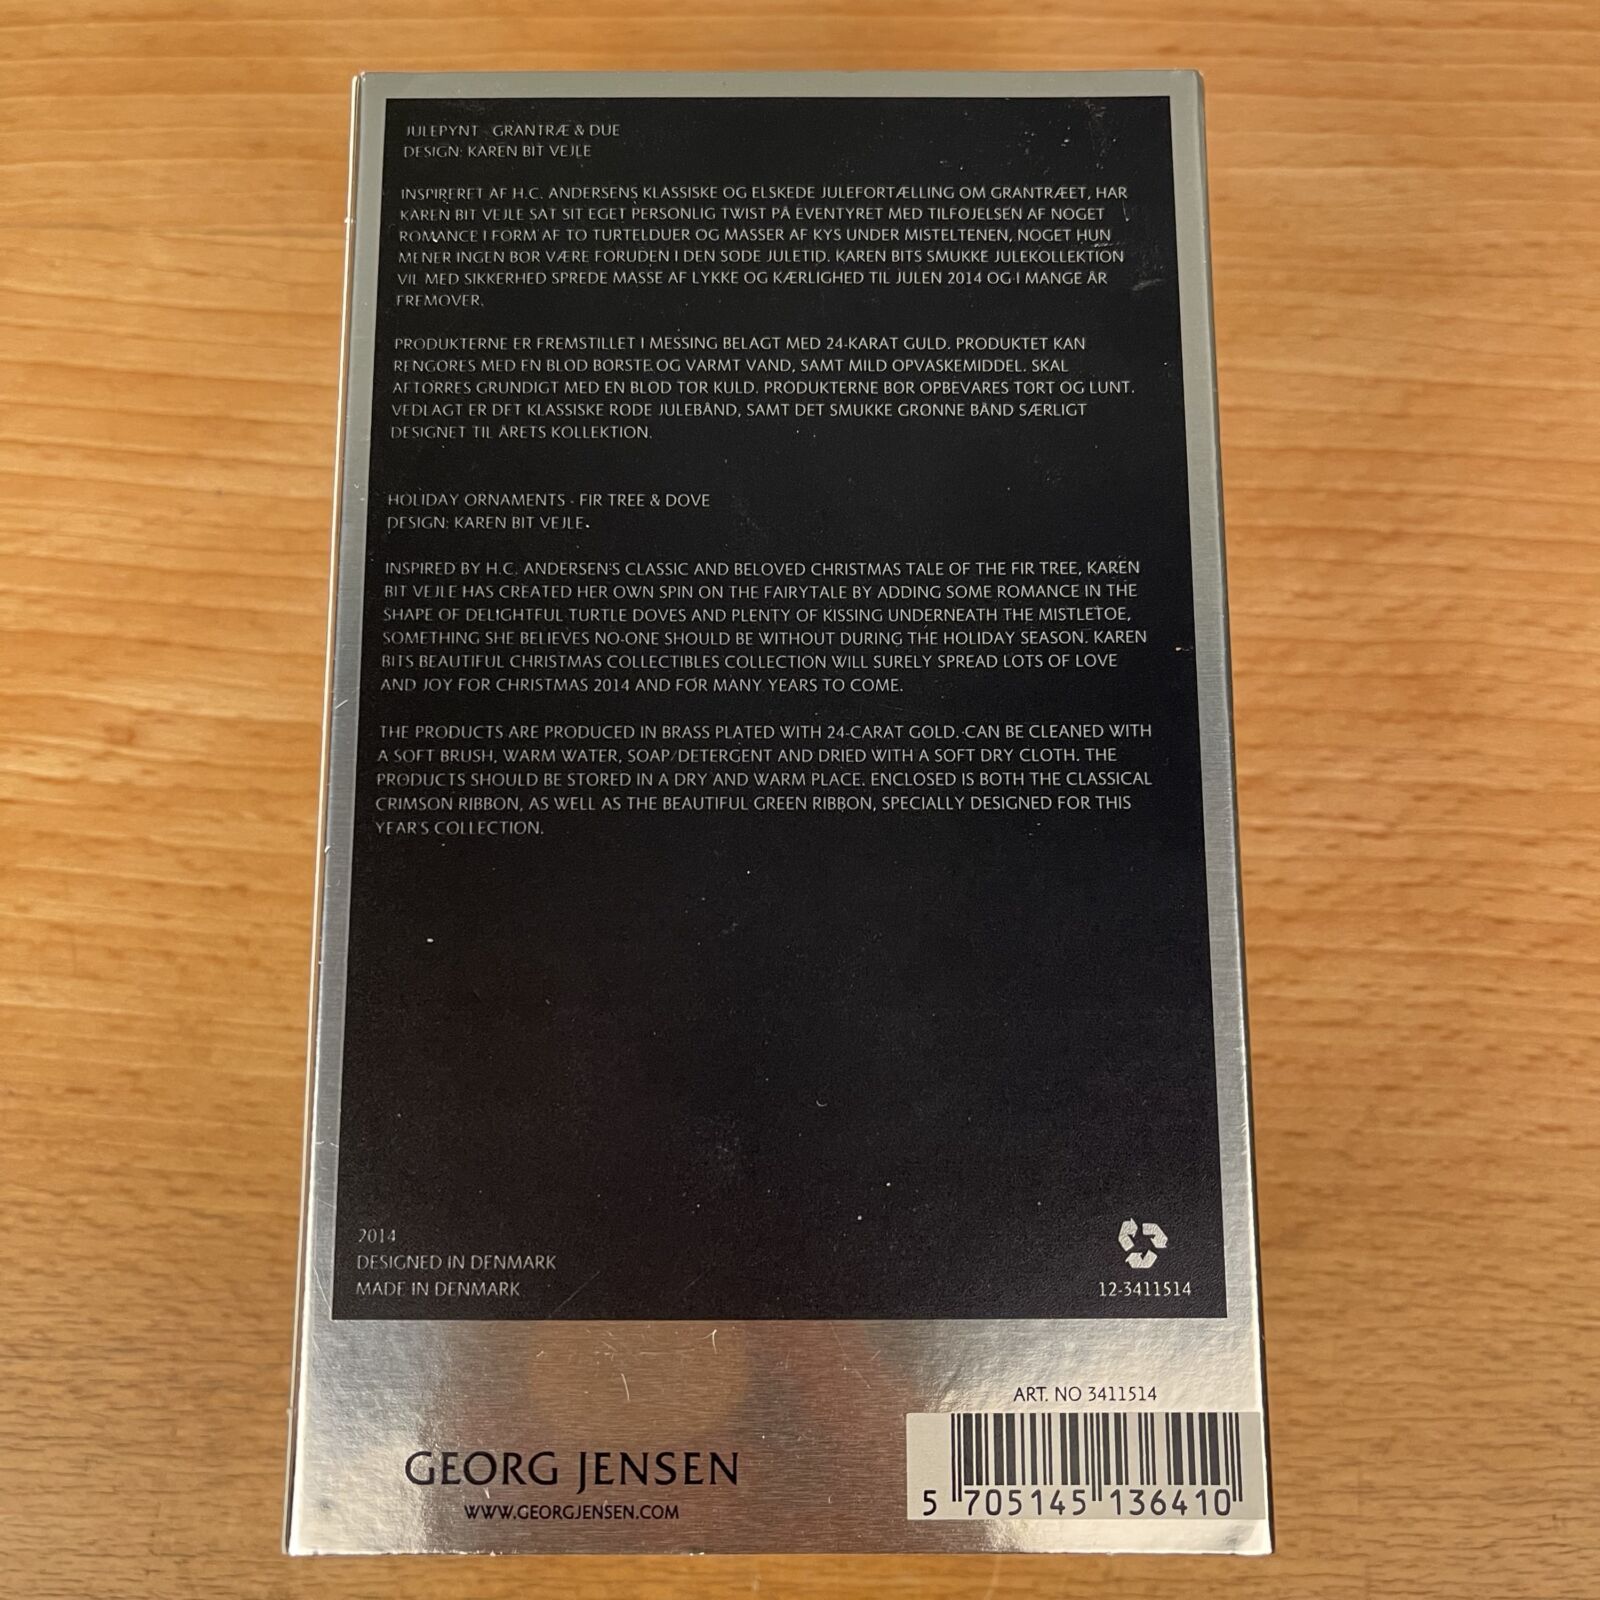 JULEPYNT - GRANTRÆ & DUE
DESIGN: KAREN BIT VEJLE
INSPIRERET AF H.C. ANDERSENS KLASSISKE OG ELSKEDE JULEFORTÆLLING OM GRANTRÆET, HAR
KAREN BIT VEJLE SAT SIT EGET PERSONLIG TWIST PÅ EVENTYRET MED TILFØJELSEN AF NOGET
ROMANCE I FORM AF TO TURTELDUER OG MASSER AF KYS UNDER MISTELTENEN, NOGET HUN
MENER INGEN BØR VÆRE FORUDEN I DEN SØDE JULETID. KAREN BITS SMUKKE JULEKOLLEKTION
VIL MED SIKKERHED SPREDE MASSE AF LYKKE OG KÆRLIGHED TIL JULEN 2014 OG I MANGE ÅR
FREMOVER.
PRODUKTERNE ER FREMSTILLET I MESSING BELAGT MED 24-KARAT GULD. PRODUKTET KAN
RENGØRES MED EN BLØD BØRSTE OG VARMT VAND, SAMT MILD OPVASKEMIDDEL. SKAL
AFTØRRES GRUNDIGT MED EN BLØD TØR KULD. PRODUKTERNE BØR OPBEVARES TØRT OG LUNT.
VEDLAGT ER DET KLASSISKE RØDE JULEBÅND, SAMT DET SMUKKE GRØNNE BÅND SÆRLIGT
DESIGNET TIL ÅRETS KOLLEKTION.
HOLIDAY ORNAMENTS - FIR TREE & DOVE
DESIGN: KAREN BIT VEJLE.
INSPIRED BY H.C. ANDERSEN'S CLASSIC AND BELOVED CHRISTMAS TALE OF THE FIR TREE, KAREN
BIT VEJLE HAS CREATED HER OWN SPIN ON THE FAIRYTALE BY ADDING SOME ROMANCE IN THE
SHAPE OF DELIGHTFUL TURTLE DOVES AND PLENTY OF KISSING UNDERNEATH THE MISTLETOE,
SOMETHING SHE BELIEVES NO-ONE SHOULD BE WITHOUT DURING THE HOLIDAY SEASON. KAREN
BITS BEAUTIFUL CHRISTMAS COLLECTIBLES COLLECTION WILL SURELY SPREAD LOTS OF LOVE
AND JOY FOR CHRISTMAS 2014 AND FOR MANY YEARS TO COME.
THE PRODUCTS ARE PRODUCED IN BRASS PLATED WITH 24-CARAT GOLD. CAN BE CLEANED WITH
A SOFT BRUSH, WARM WATER, SOAP/DETERGENT AND DRIED WITH A SOFT DRY CLOTH. THE
PRODUCTS SHOULD BE STORED IN A DRY AND WARM PLACE. ENCLOSED IS BOTH THE CLASSICAL
CRIMSON RIBBON, AS WELL AS THE BEAUTIFUL GREEN RIBBON, SPECIALLY DESIGNED FOR THIS
YEAR'S COLLECTION.
2014
DESIGNED IN DENMARK
MADE IN DENMARK
12-3411514
ART. NO 3411514
GEORG JENSEN
WWW.GEORGJENSEN.COM
5 705145 136410